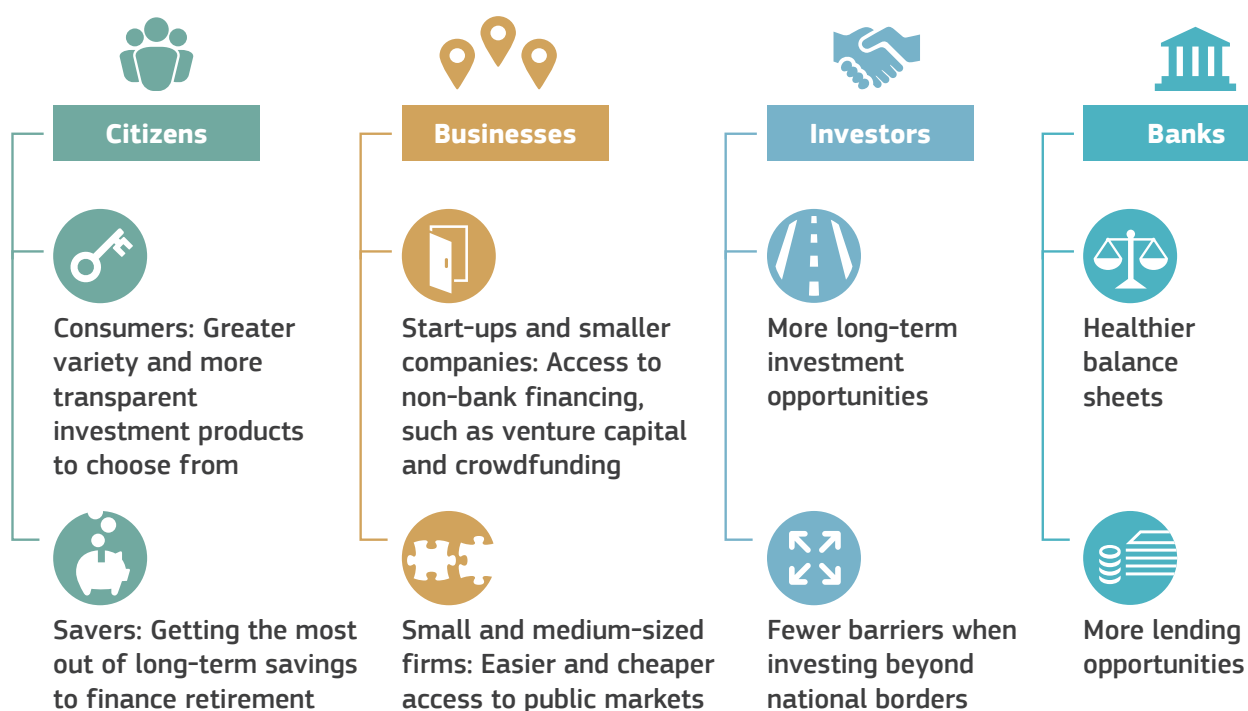 Citizens
Consumers: Greater
variety and more
transparent
investment products
to choose from
Savers: Getting the most
out of long-term savings
to finance retirement
Businesses
Start-ups and smaller
companies: Access to
non-bank financing,
such as venture capital
and crowdfunding
Small and medium-sized
firms: Easier and cheaper
access to public markets
Investors
More long-term
investment
opportunities
Fewer barriers when
investing beyond
national borders
Banks
Healthier
balance
sheets
More lending
opportunities